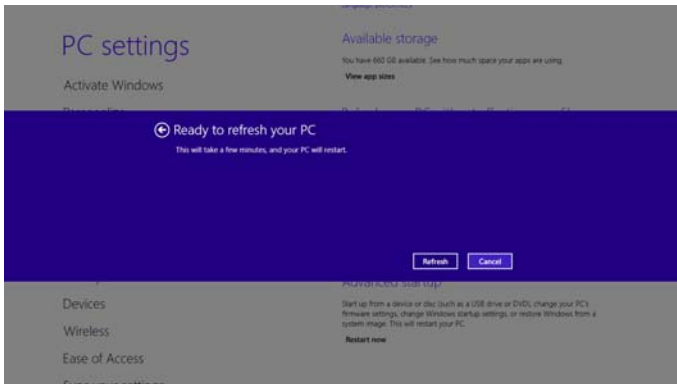 PC settings
Activate Windows
Available storage
You have 660 GB available. See how much space your apps are using.
View app sizes
Ready to refresh your PC
This will take a few minutes, and your PC will restart.
Refresh
Cancel
Devices
Wireless
Ease of Access
Advanced startup
Start up from a device or disc (such as a USB drive or DVD), change your PC's
firmware settings, change Windows startup settings, or restore Windows from a
system image. This will restart your PC.
Restart now